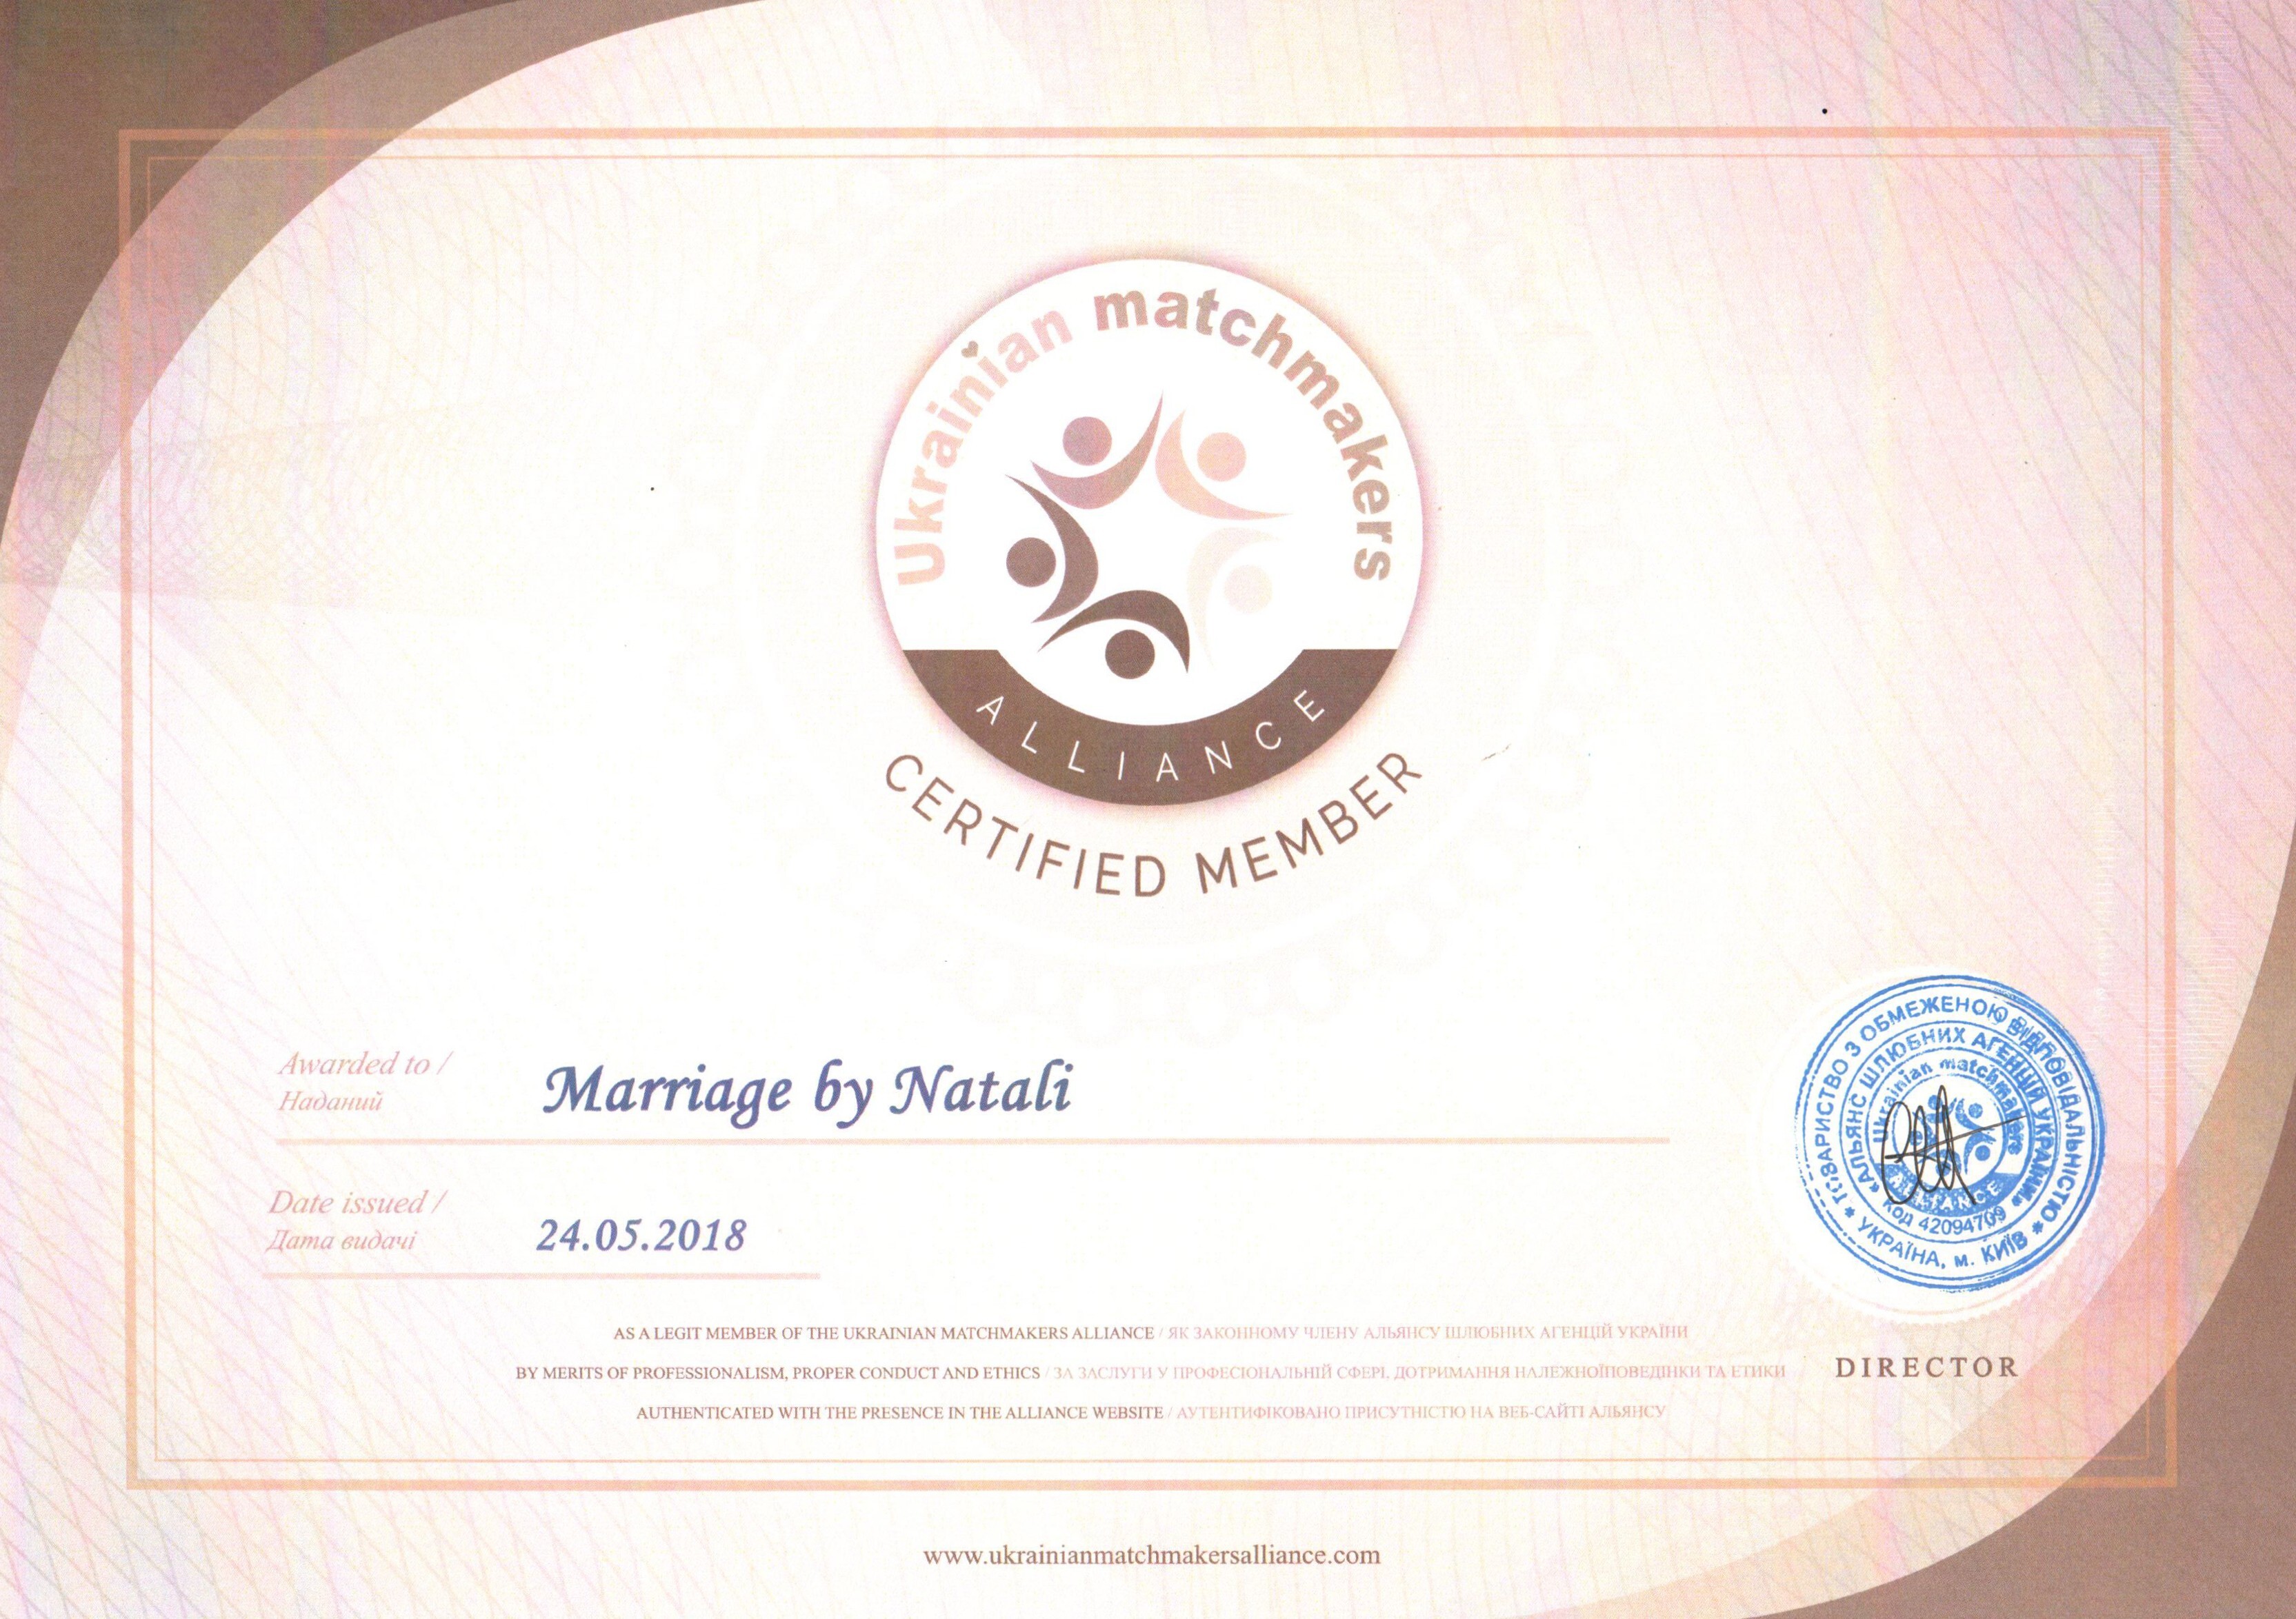 Ukrainian matchmakers
ALLIANCE
CERTIFIED MEMBER
Awarded to /
Наданий
Marriage by Natali
Date issued /
Дата видачі
24.05.2018
ТОВАРИСТВО З ОБМЕЖЕНОЮ ВІДПОВІДАЛЬНІСТЮ
* УКРАЇНА, м. КИЇВ *
«АЛЬЯНС ШЛЮБНИХ АГЕНЦІЙ УКРАЇНИ»
код 42094709
Ukrainian matchmakers
ALLIANCE
AS A LEGIT MEMBER OF THE UKRAINIAN MATCHMAKERS ALLIANCE / ЯК ЗАКОННОМУ ЧЛЕНУ АЛЬЯНСУ ШЛЮБНИХ АГЕНЦІЙ УКРАЇНИ
BY MERITS OF PROFESSIONALISM, PROPER CONDUCT AND ETHICS / ЗА ЗАСЛУГИ У ПРОФЕСІОНАЛЬНІЙ СФЕРІ, ДОТРИМАННЯ НАЛЕЖНОЇПОВЕДІНКИ ТА ЕТИКИ
DIRECTOR
AUTHENTICATED WITH THE PRESENCE IN THE ALLIANCE WEBSITE / АУТЕНТИФІКОВАНО ПРИСУТНІСТЮ НА ВЕБ-САЙТІ АЛЬЯНСУ
www.ukrainianmatchmakersalliance.com